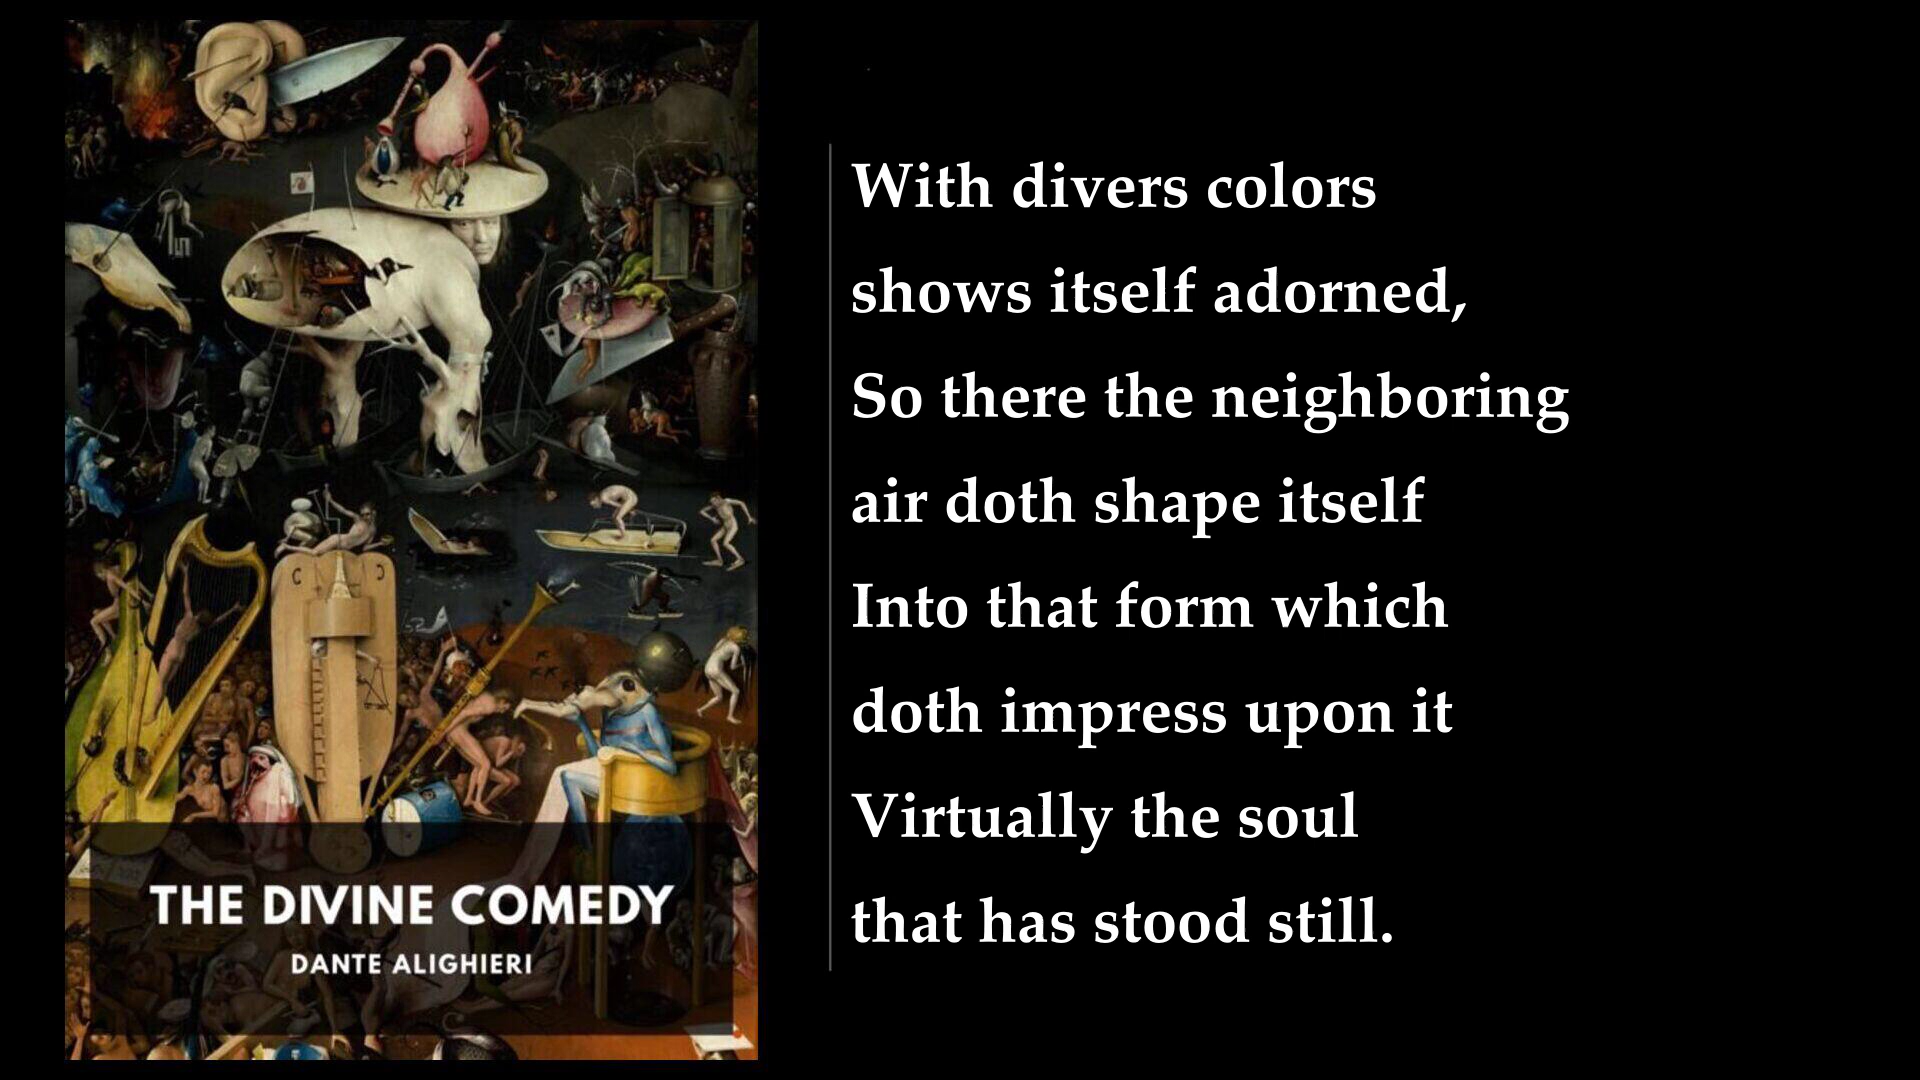 THE DIVINE COMEDY
DANTE ALIGHIERI
With divers colors
shows itself adorned,
So there the neighboring
air doth shape itself
Into that form which
doth impress upon it
Virtually the soul
that has stood still.